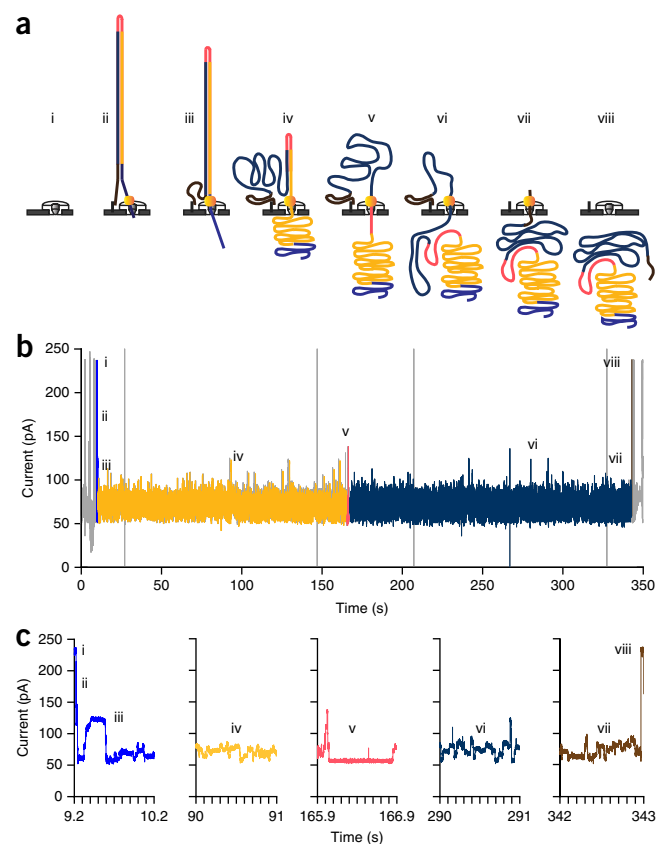 a
i ii iii iv v vi vii viii
b
250
200
150
100
50
0
Current (pA)
i
ii
iii
iv
v
vi
vii
viii
0 50 100 150 200 250 300 350
Time (s)
c
250
200
150
100
50
0
Current (pA)
i
ii
iii
iv
v
vi
vii
viii
9.2 10.2 90 91 165.9 166.9 290 291 342 343
Time (s)